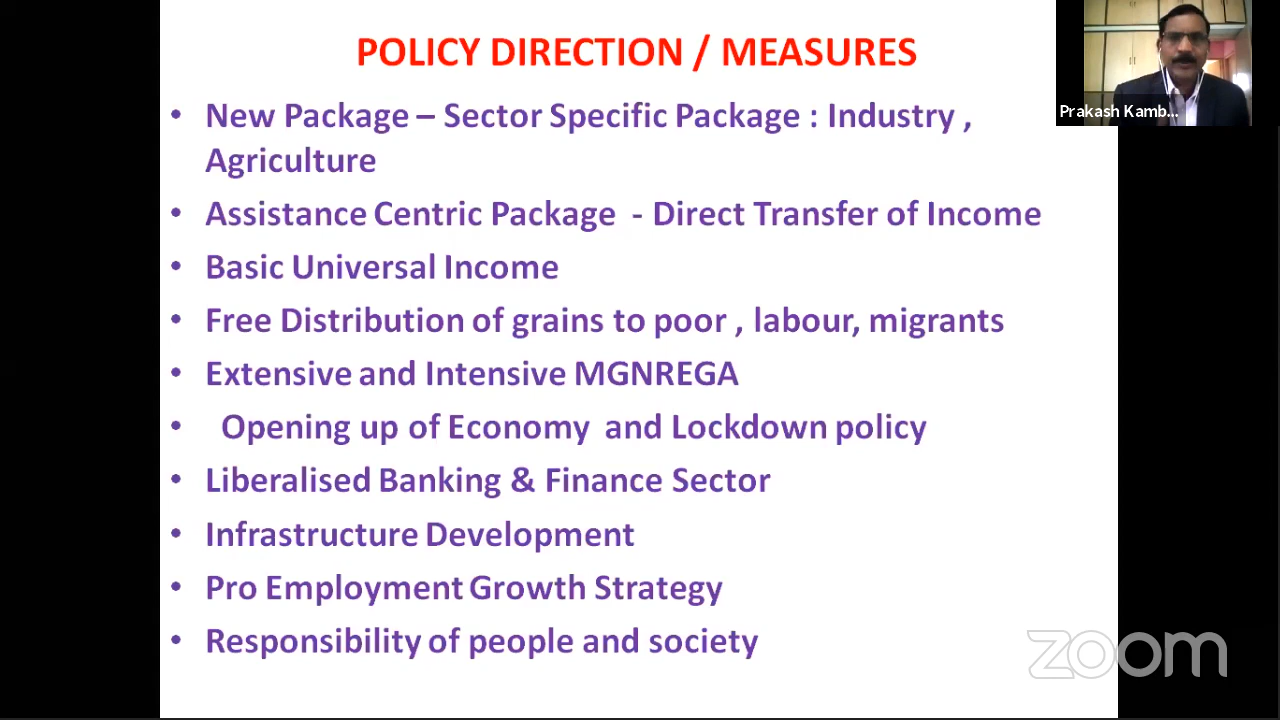 POLICY DIRECTION / MEASURES
• New Package – Sector Specific Package : Industry ,
Agriculture
• Assistance Centric Package - Direct Transfer of Income
• Basic Universal Income
• Free Distribution of grains to poor , labour, migrants
• Extensive and Intensive MGNREGA
• Opening up of Economy and Lockdown policy
• Liberalised Banking & Finance Sector
• Infrastructure Development
• Pro Employment Growth Strategy
• Responsibility of people and society
Prakash Kamb...
zoom